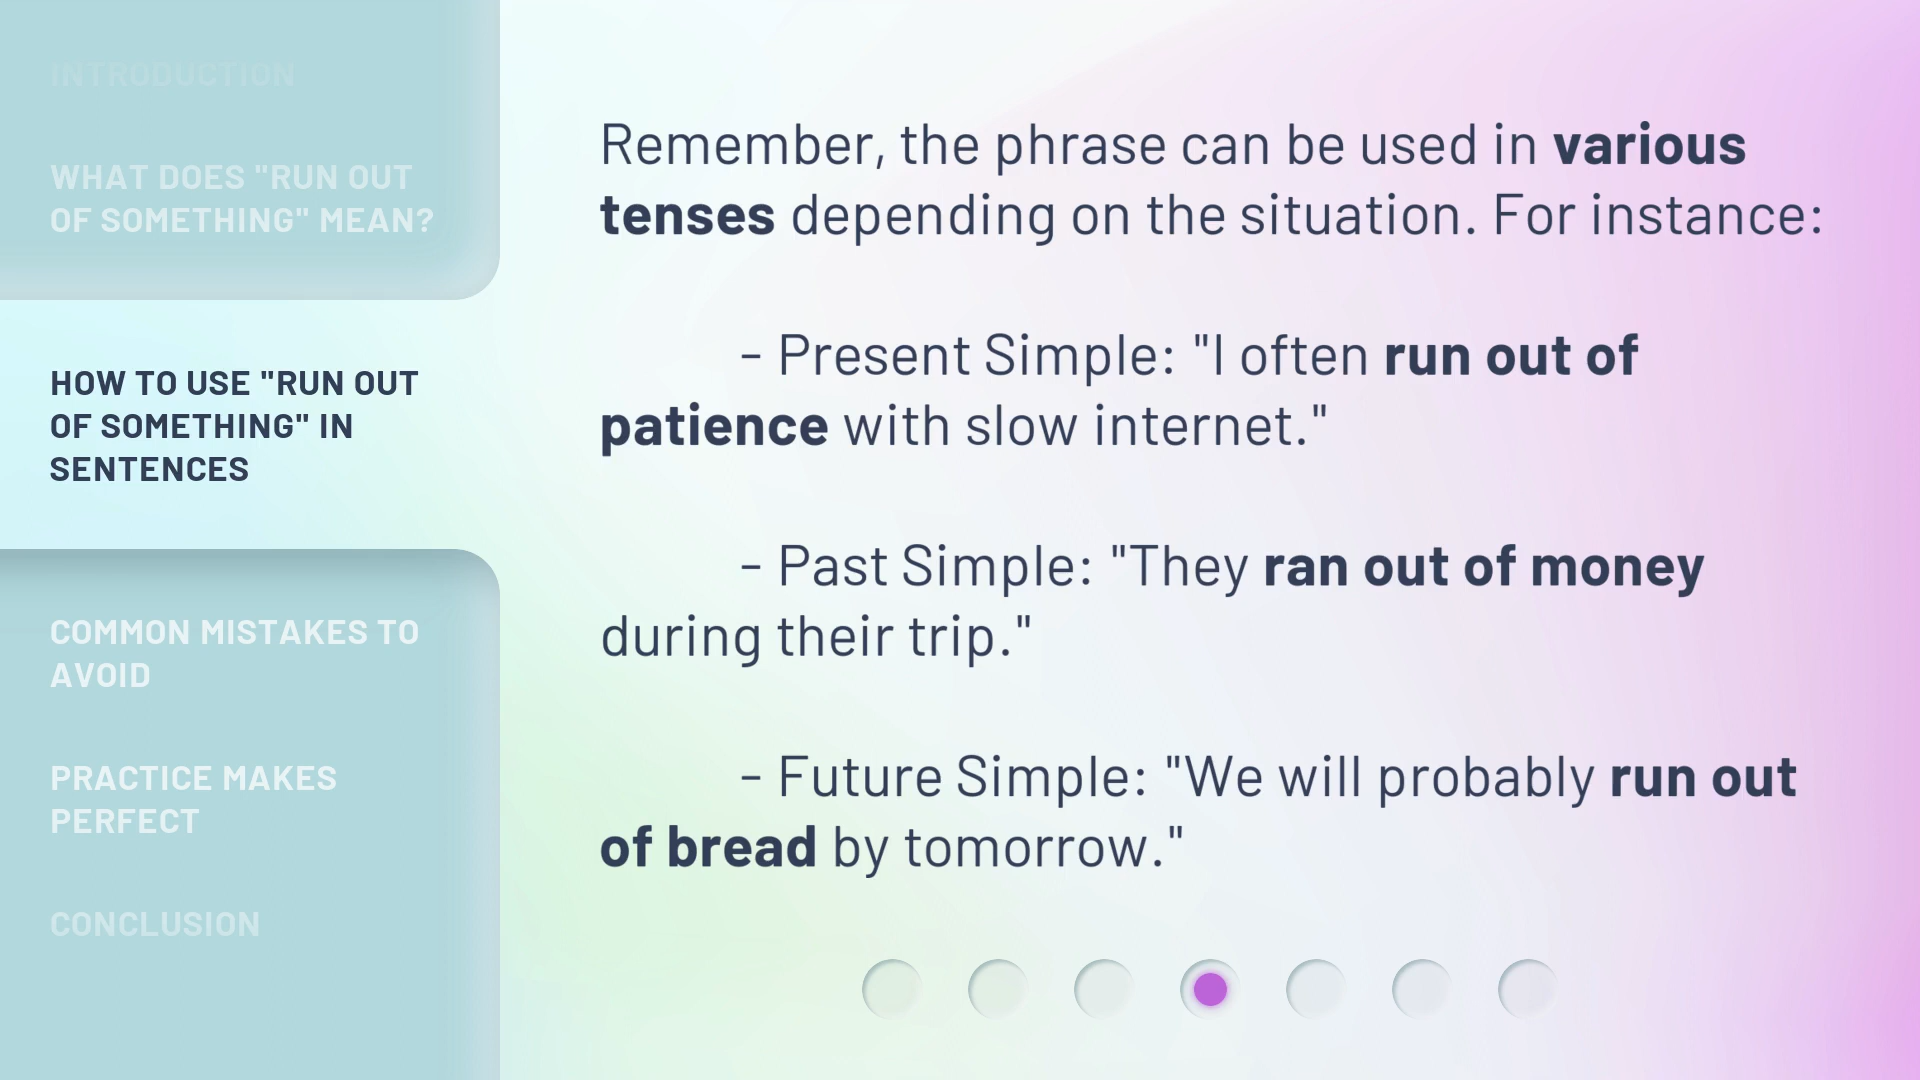 INTRODUCTION
WHAT DOES "RUN OUT
OF SOMETHING" MEAN?
HOW TO USE "RUN OUT
OF SOMETHING" IN
SENTENCES
COMMON MISTAKES TO
AVOID
PRACTICE MAKES
PERFECT
CONCLUSION
Remember, the phrase can be used in various
tenses depending on the situation. For instance:
- Present Simple: "I often run out of
patience with slow internet."
- Past Simple: "They ran out of money
during their trip."
- Future Simple: "We will probably run out
of bread by tomorrow."